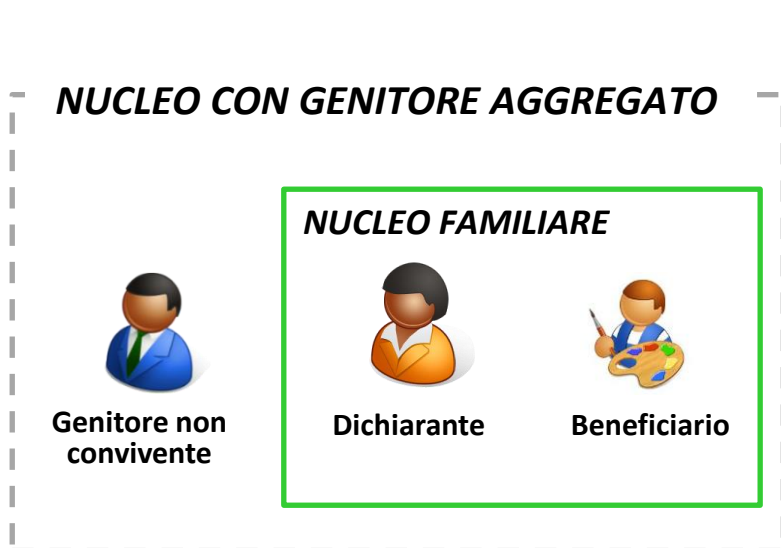 NUCLEO CON GENITORE AGGREGATO
NUCLEO FAMILIARE
Genitore non
convivente
Dichiarante
Beneficiario